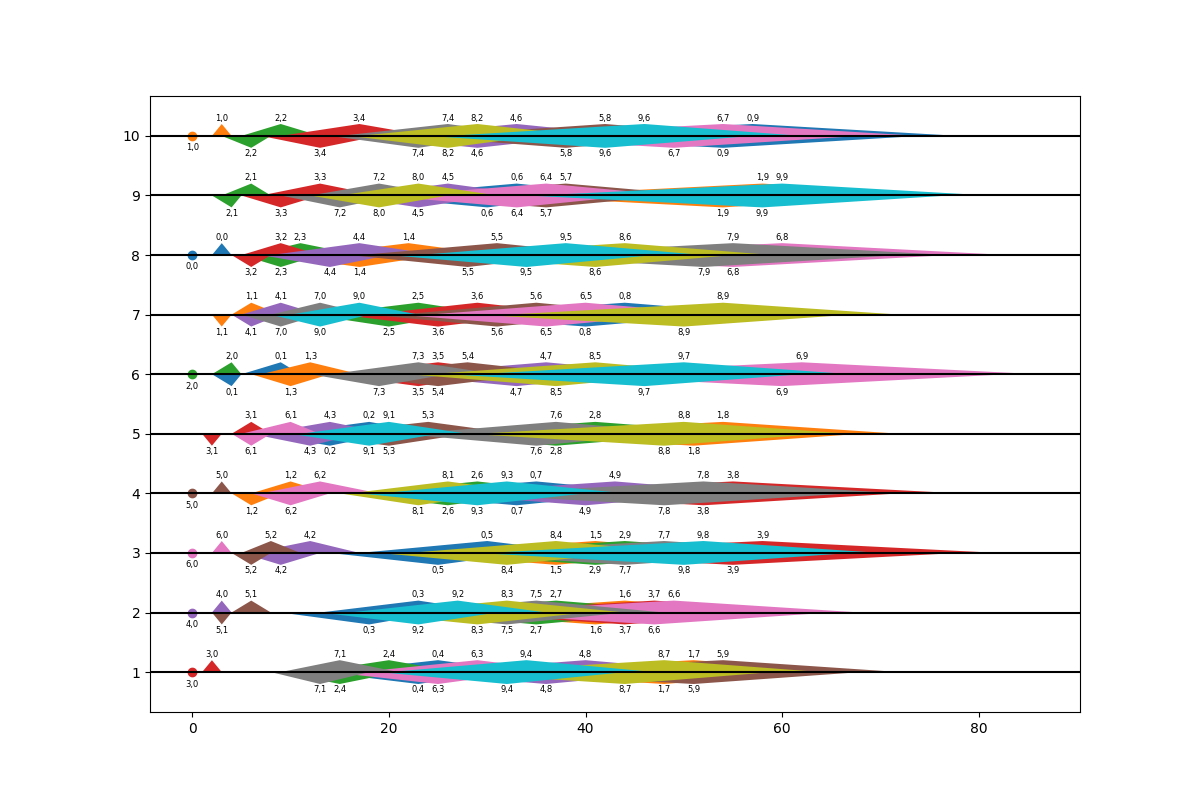 1,0 2,2 3,4 7,4 8,2 4,6 5,8 9,6 6,7 0,9
10
1,0 2,2 3,4 7,4 8,2 4,6 5,8 9,6 6,7 0,9
2,1 3,3 7,2 8,0 4,5 0,6 6,4 5,7 1,9 9,9
9
2,1 3,3 7,2 8,0 4,5 0,6 6,4 5,7 1,9 9,9
0,0 3,2 2,3 4,4 1,4 5,5 9,5 8,6 7,9 6,8
8
0,0 3,2 2,3 4,4 1,4 5,5 9,5 8,6 7,9 6,8
1,1 4,1 7,0 9,0 2,5 3,6 5,6 6,5 0,8 8,9
7
1,1 4,1 7,0 9,0 2,5 3,6 5,6 6,5 0,8 8,9
2,0 0,1 1,3 7,3 3,5 5,4 4,7 8,5 9,7 6,9
6
2,0 0,1 1,3 7,3 3,5 5,4 4,7 8,5 9,7 6,9
3,1 6,1 4,3 0,2 9,1 5,3 7,6 2,8 8,8 1,8
5
3,1 6,1 4,3 0,2 9,1 5,3 7,6 2,8 8,8 1,8
5,0 1,2 6,2 8,1 2,6 9,3 0,7 4,9 7,8 3,8
4
5,0 1,2 6,2 8,1 2,6 9,3 0,7 4,9 7,8 3,8
6,0 5,2 4,2 0,5 8,4 1,5 2,9 7,7 9,8 3,9
3
6,0 5,2 4,2 0,5 8,4 1,5 2,9 7,7 9,8 3,9
4,0 5,1 0,3 9,2 8,3 7,5 2,7 1,6 3,7 6,6
2
4,0 5,1 0,3 9,2 8,3 7,5 2,7 1,6 3,7 6,6
3,0 7,1 2,4 0,4 6,3 9,4 4,8 8,7 1,7 5,9
1
3,0 7,1 2,4 0,4 6,3 9,4 4,8 8,7 1,7 5,9
0 20 40 60 80